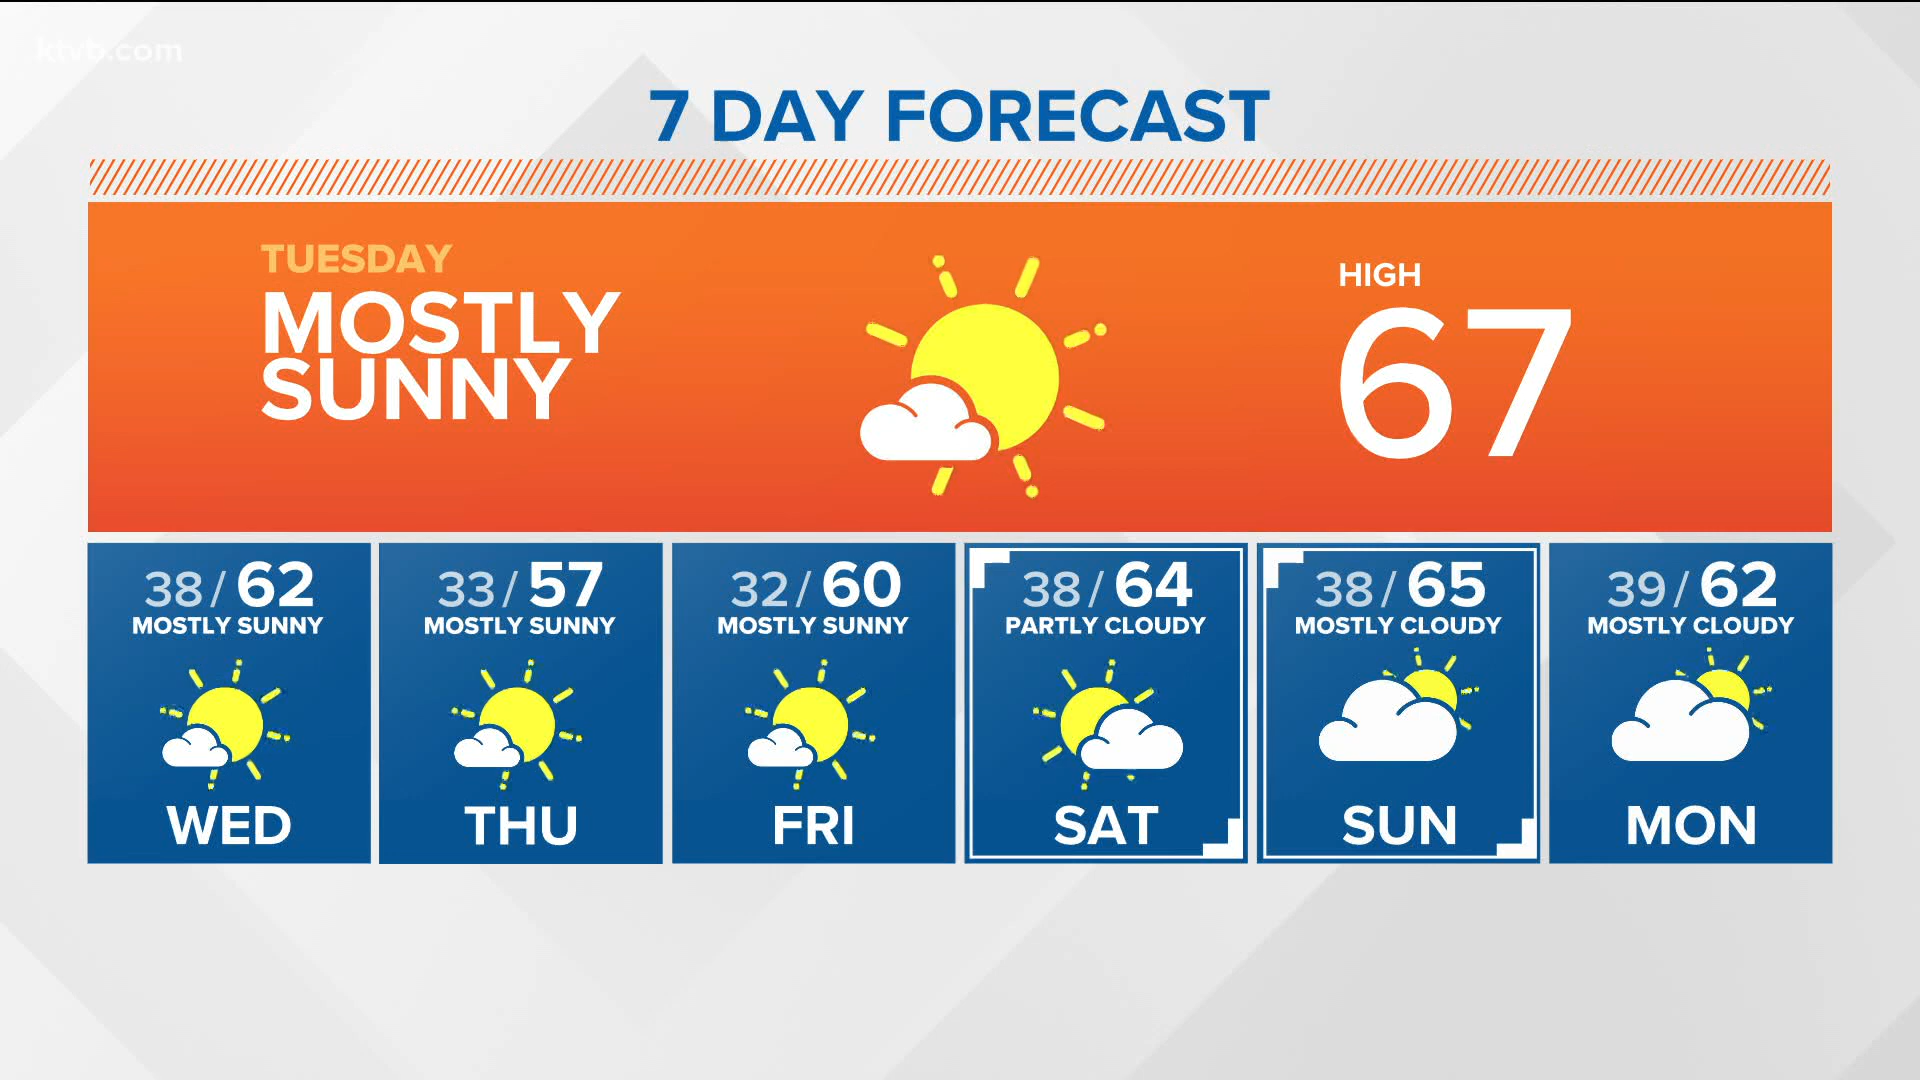 ktvb.com
7 DAY FORECAST
TUESDAY
MOSTLY
SUNNY
HIGH
67
38 / 62
MOSTLY SUNNY
WED
33 / 57
MOSTLY SUNNY
THU
32 / 60
MOSTLY SUNNY
FRI
38 / 64
PARTLY CLOUDY
SAT
38 / 65
MOSTLY CLOUDY
SUN
39 / 62
MOSTLY CLOUDY
MON